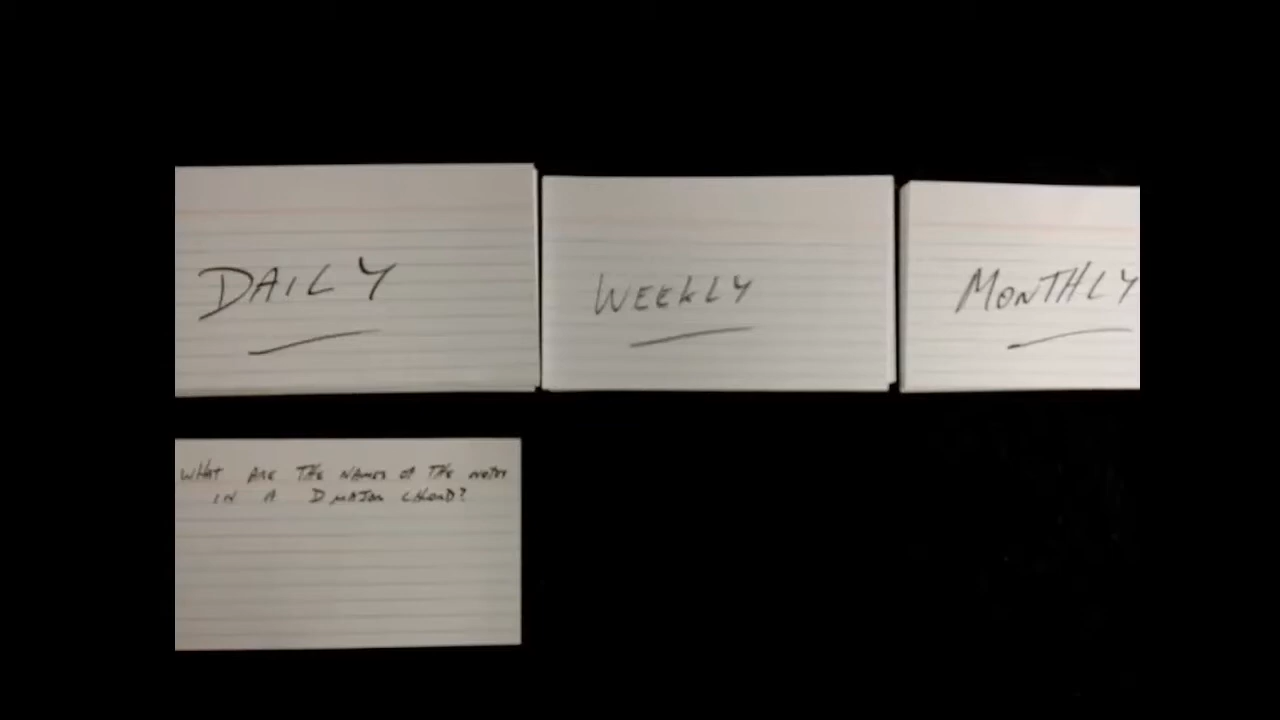 DAILY
WEEKLY
MONTHLY
WHAT ARE THE NAMES OF THE NOTES
IN A D MAJOR CHORD?